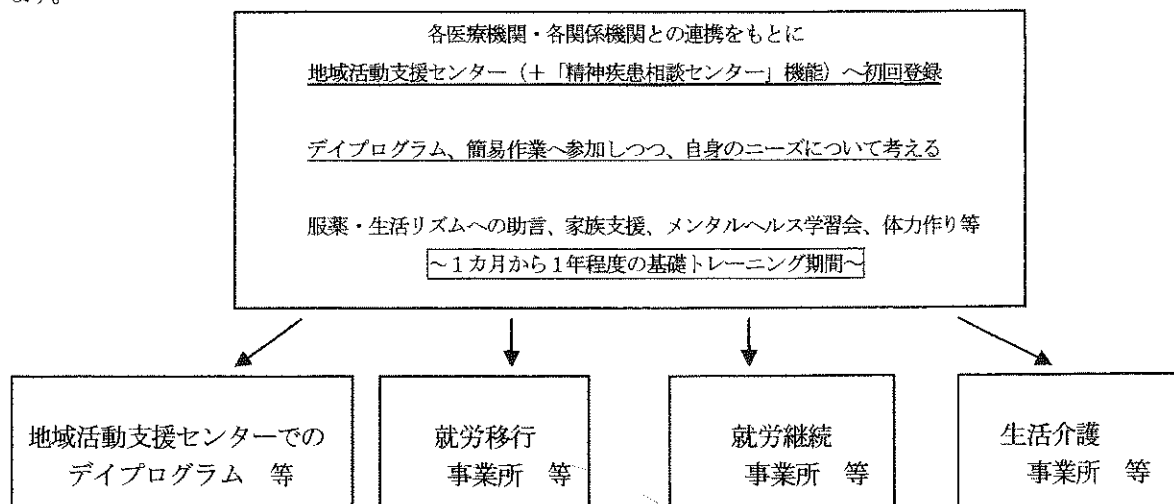 ます。
各医療機関・各関係機関との連携をもとに
地域活動支援センター（＋「精神疾患相談センター」機能）へ初回登録
デイプログラム、簡易作業へ参加しつつ、自身のニーズについて考える
服薬・生活リズムへの助言、家族支援、メンタルヘルス学習会、体力作り等
～１カ月から１年程度の基礎トレーニング期間～
地域活動支援センターでの
デイプログラム　等
就労移行
事業所　等
就労継続
事業所　等
生活介護
事業所　等